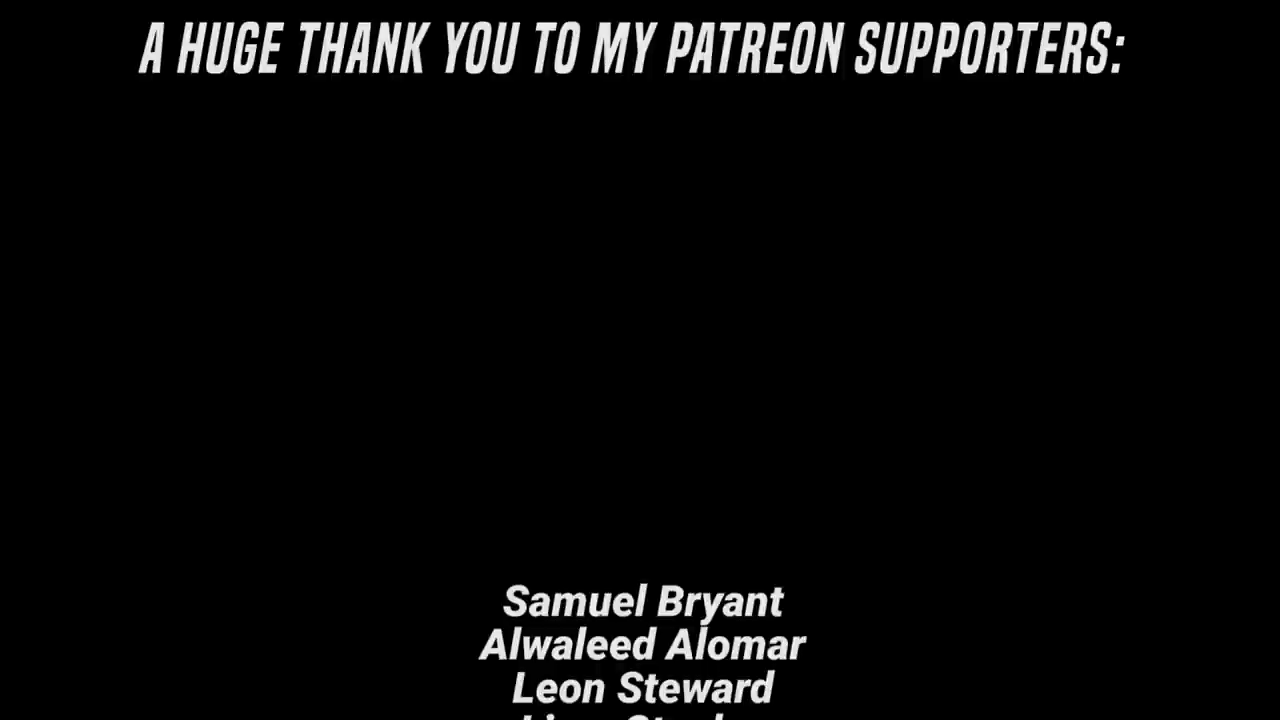 A HUGE THANK YOU TO MY PATREON SUPPORTERS:
Samuel Bryant
Alwaleed Alomar
Leon Steward